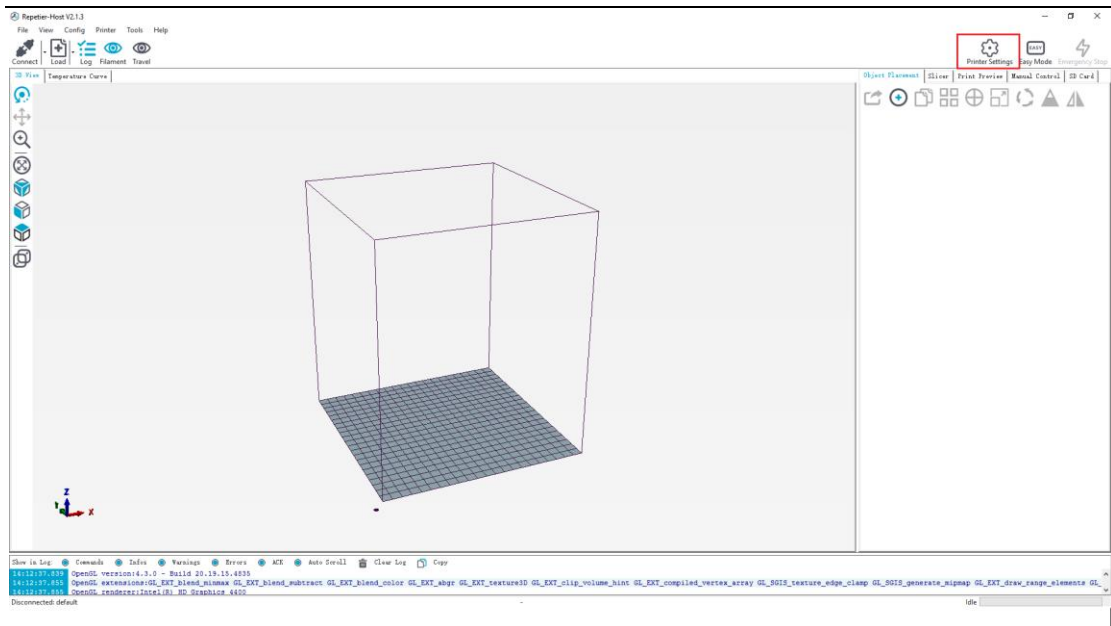 Repetier-Host V2.1.3
File View Config Printer Tools Help
Connect Load Log Filament Travel
Printer Settings Easy Mode Emergency Stop
EASY
3D View Temperature Curve
Object Placement Slicer Print Preview Manual Control SD Card
Z
Y
X
Show in Log: Commands Infos Warnings Errors ACK Auto Scroll Clear Log Copy
14:12:37.839 OpenGL version:4.3.0 - Build 20.19.15.4835
14:12:37.855 OpenGL extensions:GL_EXT_blend_minmax GL_EXT_blend_subtract GL_EXT_blend_color GL_EXT_abgr GL_EXT_texture3D GL_EXT_clip_volume_hint GL_EXT_compiled_vertex_array GL_SGIS_texture_edge_clamp GL_SGIS_generate_mipmap GL_EXT_draw_range_elements GL_
14:12:37.855 OpenGL renderer:Intel(R) HD Graphics 4400
Disconnected: default - Idle